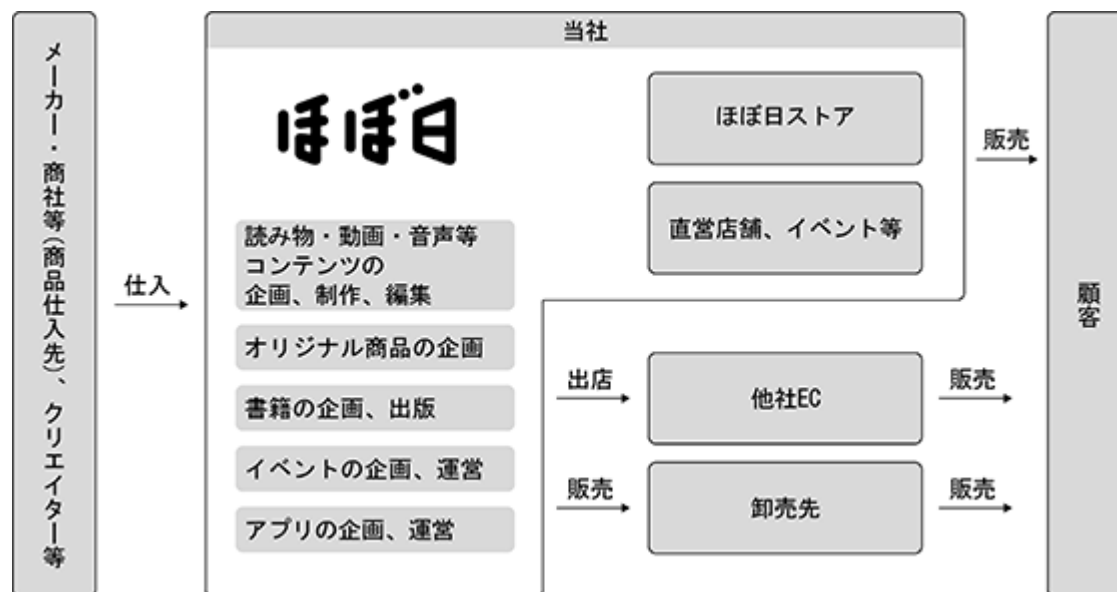 メーカー・商社等(商品仕入先)、クリエイター等
仕入
当社
ほぼ日
読み物・動画・音声等
コンテンツの
企画、制作、編集
オリジナル商品の企画
書籍の企画、出版
イベントの企画、運営
アプリの企画、運営
ほぼ日ストア
直営店舗、イベント等
販売
出店
他社EC
販売
販売
卸売先
販売
顧客